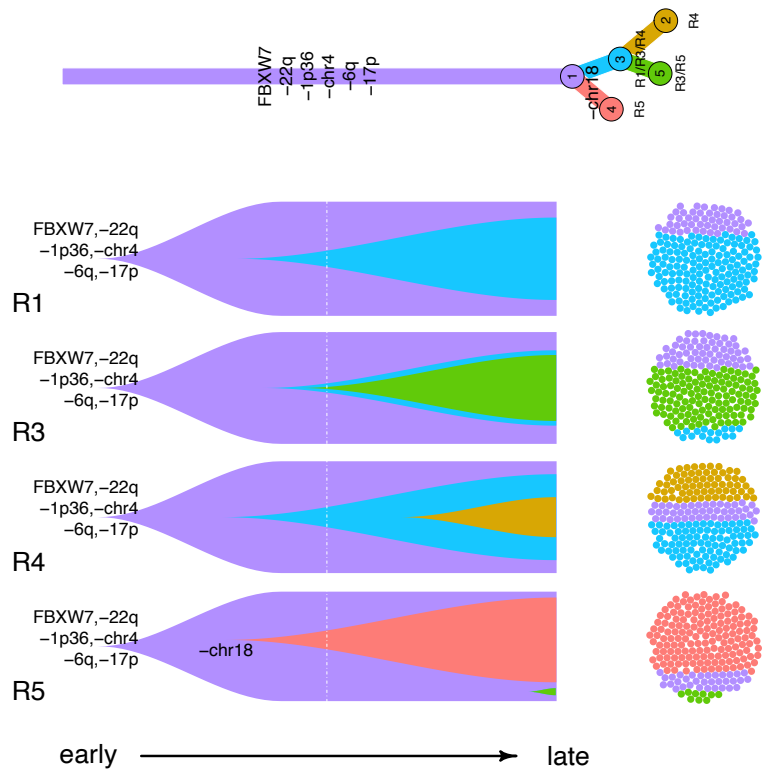 FBXW7
−22q
−1p36
−chr4
−6q
−17p
1
−chr18
3
R1/R3/R4
2
R4
5
R3/R5
4
R5
FBXW7,−22q
−1p36,−chr4
−6q,−17p
R1
FBXW7,−22q
−1p36,−chr4
−6q,−17p
R3
FBXW7,−22q
−1p36,−chr4
−6q,−17p
R4
FBXW7,−22q
−1p36,−chr4
−6q,−17p
−chr18
R5
early
late